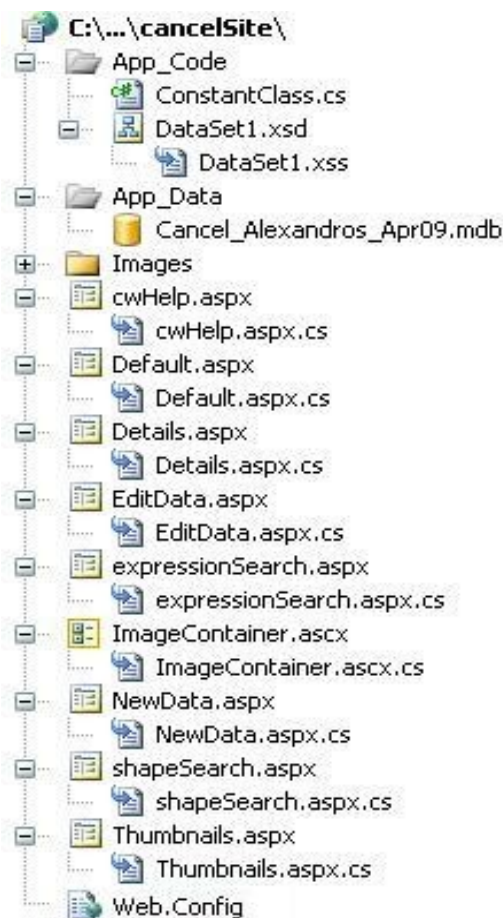 C:\...\cancelSite\
App_Code
ConstantClass.cs
DataSet1.xsd
DataSet1.xss
App_Data
Cancel_Alexandros_Apr09.mdb
Images
cwHelp.aspx
cwHelp.aspx.cs
Default.aspx
Default.aspx.cs
Details.aspx
Details.aspx.cs
EditData.aspx
EditData.aspx.cs
expressionSearch.aspx
expressionSearch.aspx.cs
ImageContainer.ascx
ImageContainer.ascx.cs
NewData.aspx
NewData.aspx.cs
shapeSearch.aspx
shapeSearch.aspx.cs
Thumbnails.aspx
Thumbnails.aspx.cs
Web.Config